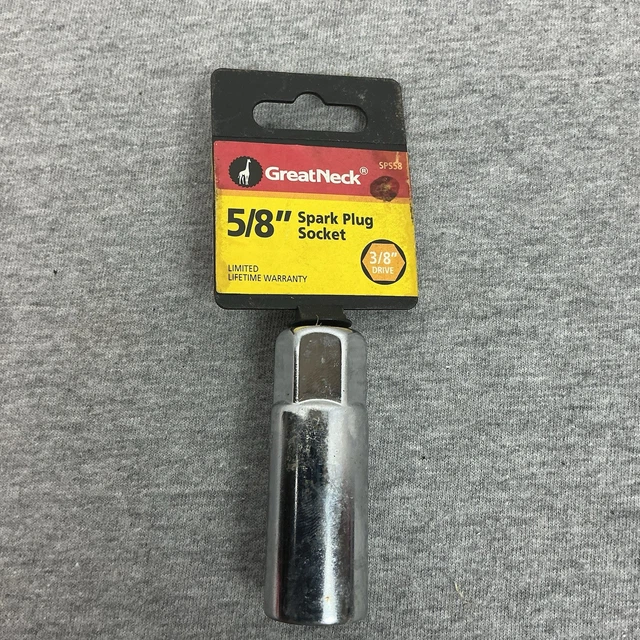 SPS58
GreatNeck®
5/8" Spark Plug
Socket
3/8"
DRIVE
LIMITED
LIFETIME WARRANTY